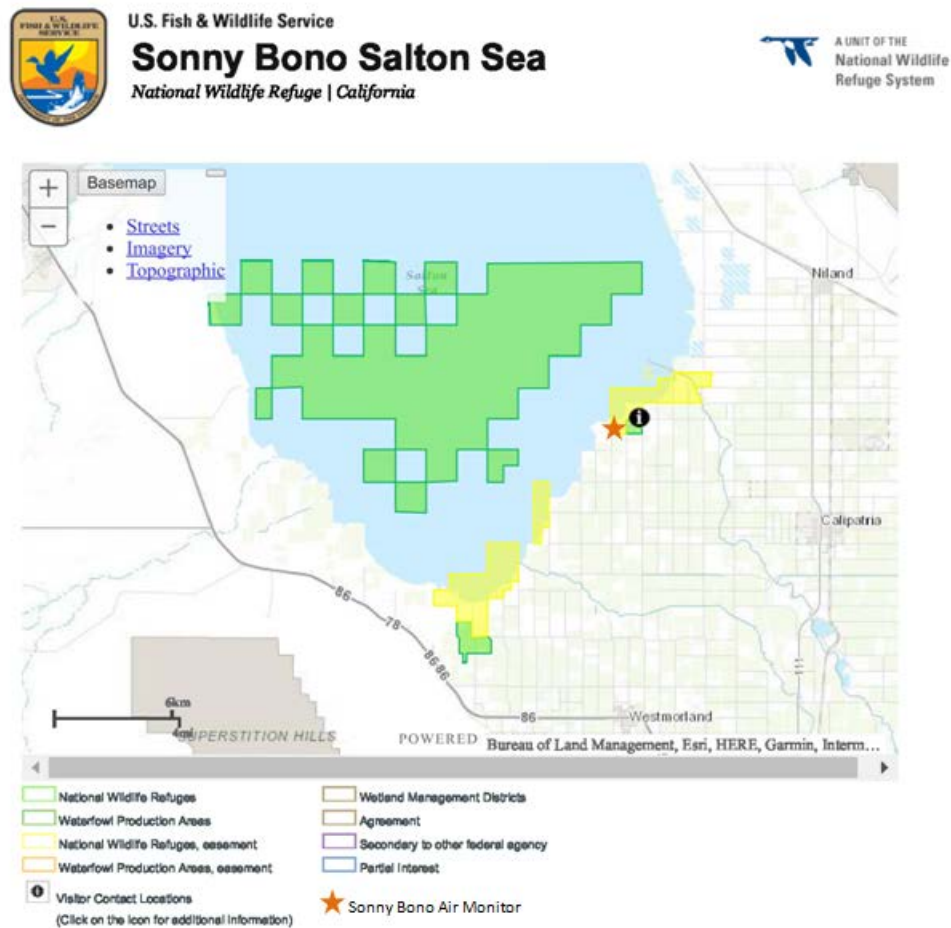 U.S.
FISH & WILDLIFE
SERVICE
U.S. Fish & Wildlife Service
Sonny Bono Salton Sea
National Wildlife Refuge | California
A UNIT OF THE
National Wildlife
Refuge System
+
Basemap
−
• Streets
• Imagery
• Topographic
Salton
Sea
Niland
Calipatria
86
78
86
86
111
6km
4mi
SUPERSTITION HILLS
86
Westmorland
POWERED
Bureau of Land Management, Esri, HERE, Garmin, Interm...
National Wildlife Refuges
Waterfowl Production Areas
National Wildlife Refuges, easement
Waterfowl Production Areas, easement
Visitor Contact Locations
(Click on the icon for additional information)
Wetland Management Districts
Agreement
Secondary to other federal agency
Partial Interest
Sonny Bono Air Monitor